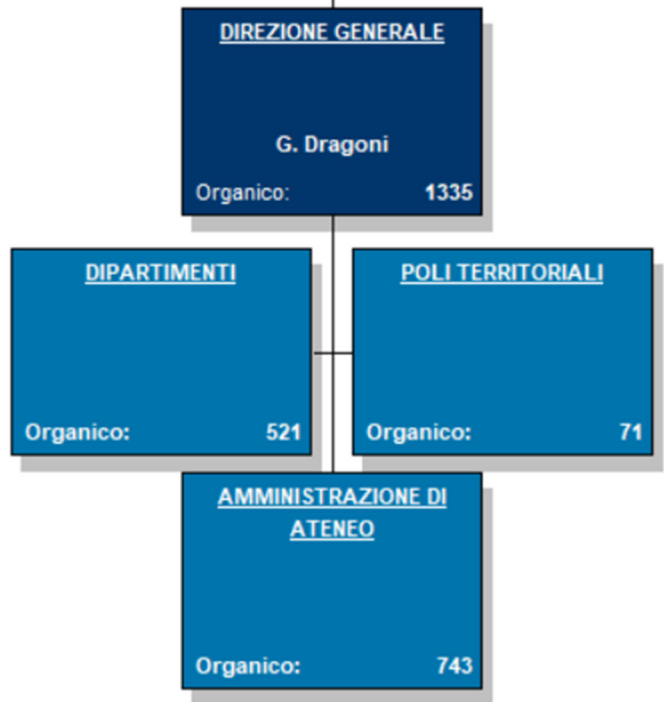 DIREZIONE GENERALE
G. Dragoni
Organico: 1335
DIPARTIMENTI
Organico: 521
POLI TERRITORIALI
Organico: 71
AMMINISTRAZIONE DI
ATENEO
Organico: 743